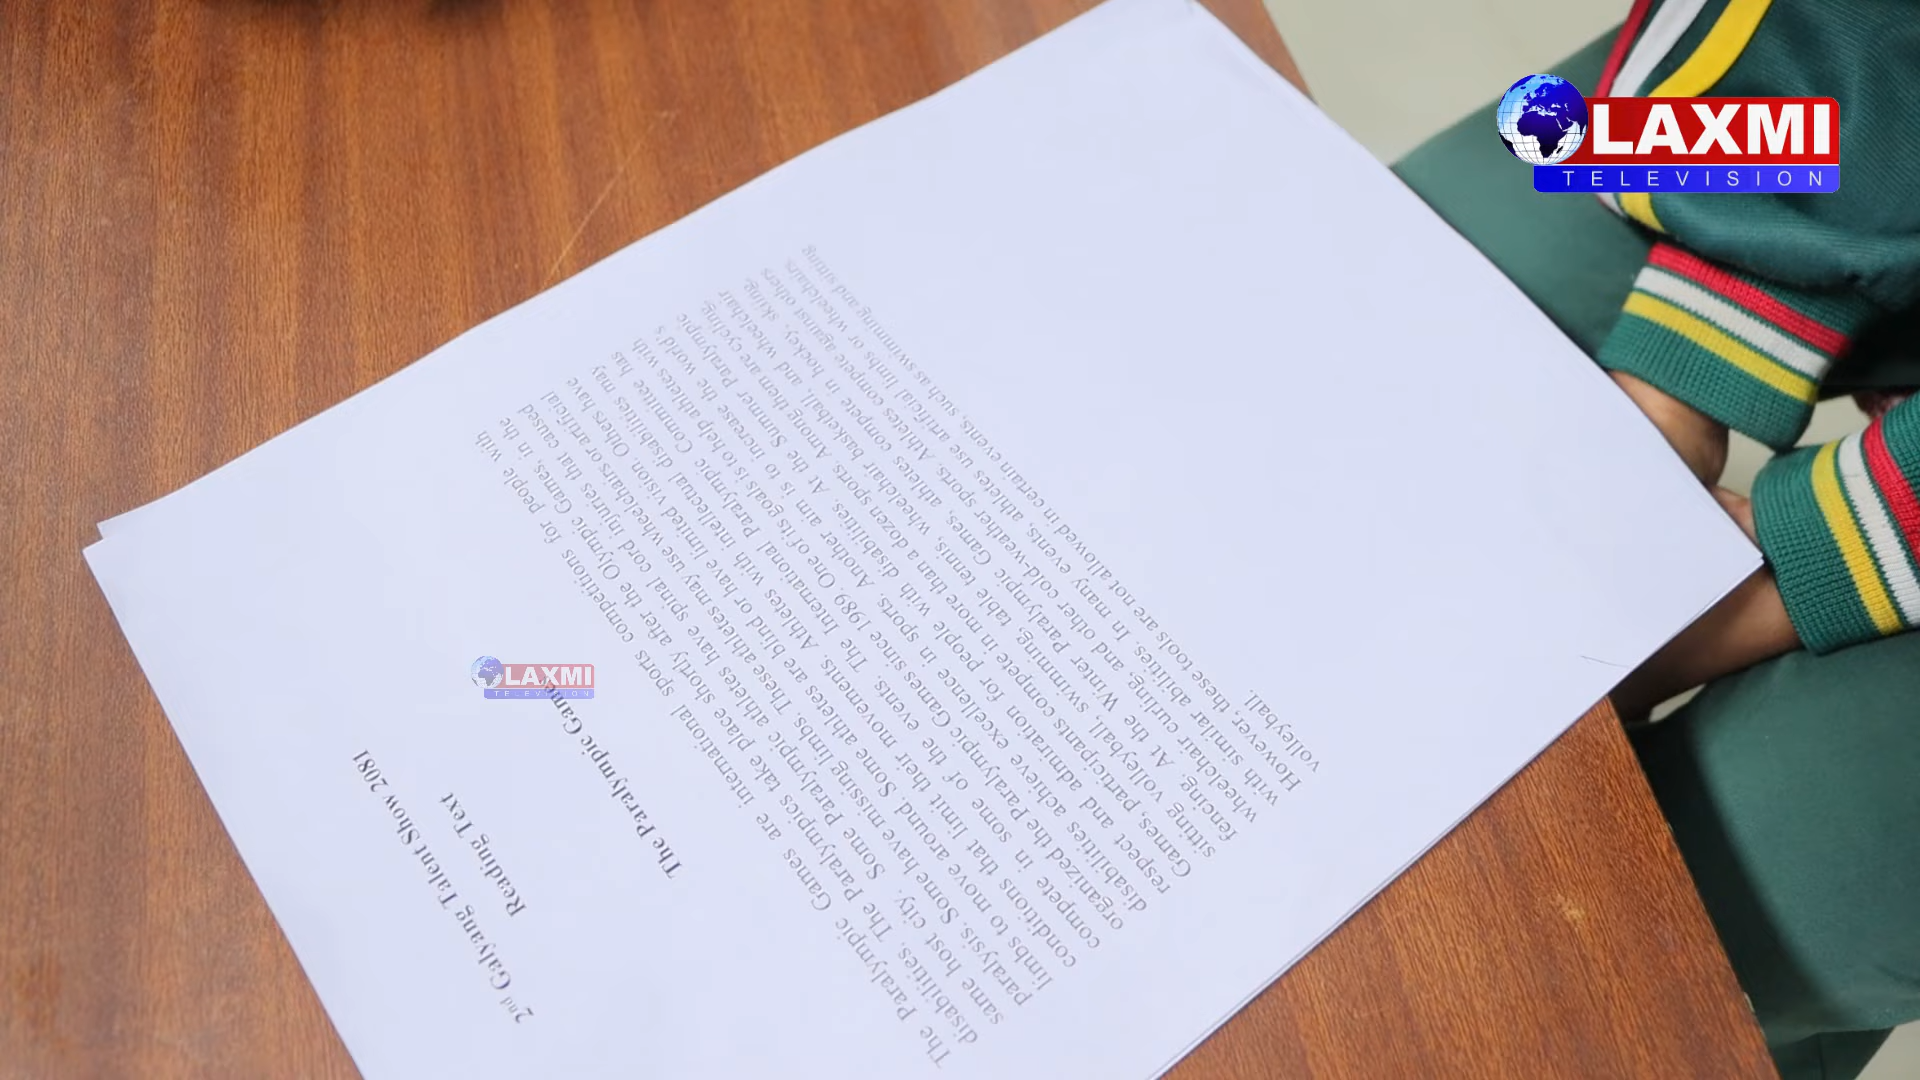 LAXMI
TELEVISION
2nd Galyang Talent Show 2081
Reading Text
The Paralympic Games
LAXMI
TELEVISION
The Paralympic Games are international sports competitions for people with
disabilities. The Paralympics take place shortly after the Olympic Games, in the
same host city. Some Paralympic athletes have spinal cord injuries that caused
paralysis. Some have missing limbs. These athletes may use wheelchairs or artificial
limbs to move around. Some athletes are blind or have limited vision. Others have
conditions that limit their movements. Athletes with intellectual disabilities may
compete in some of the events. The International Paralympic Committee has
organized the Paralympic Games since 1989. One of its goals is to help athletes with
disabilities achieve excellence in sports. Another aim is to increase the world's
respect and admiration for people with disabilities. At the Summer Paralympic
Games, participants compete in more than a dozen sports. Among them are cycling,
sitting volleyball, swimming, table tennis, wheelchair basketball, and wheelchair
fencing. At the Winter Paralympic Games, athletes compete in hockey, skiing,
wheelchair curling, and other cold-weather sports. Athletes compete against others
with similar abilities. In many events, athletes use artificial limbs or wheelchairs.
However, these tools are not allowed in certain events, such as swimming and sitting
volleyball.